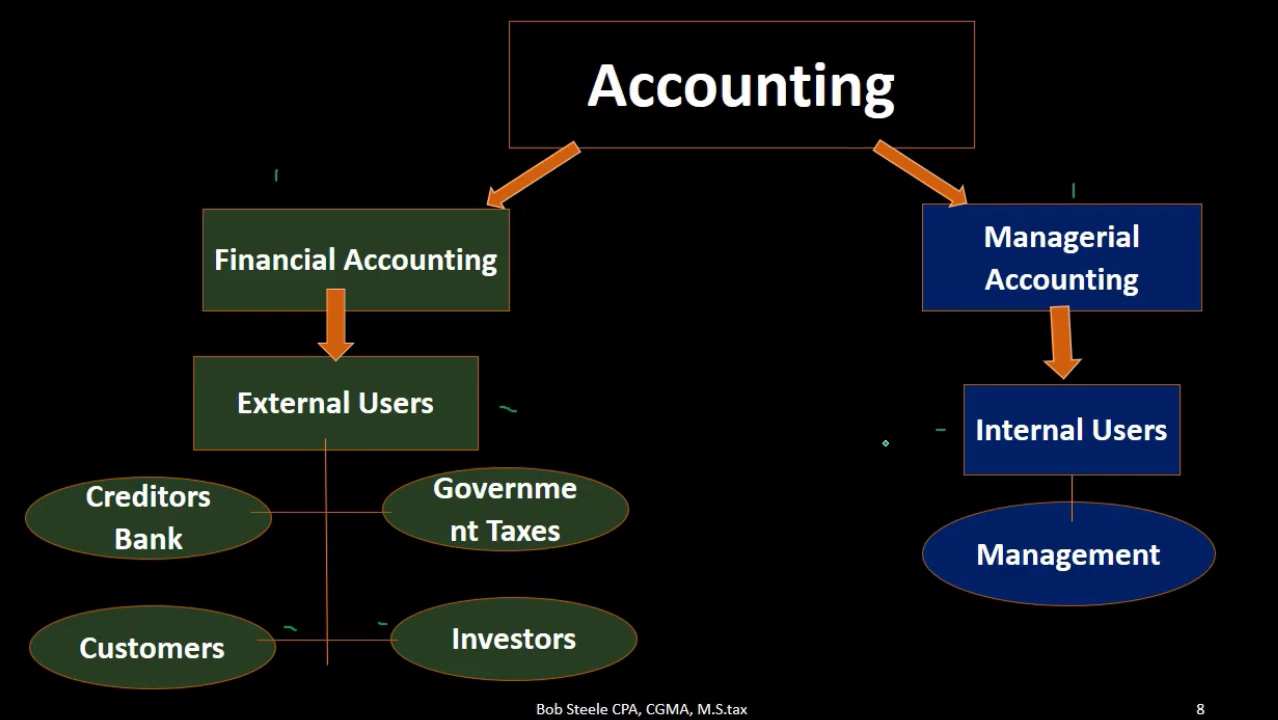 Accounting
Financial Accounting
Managerial
Accounting
External Users
Internal Users
Creditors
Bank
Governme
nt Taxes
Management
Customers
Investors
Bob Steele CPA, CGMA, M.S.tax
8